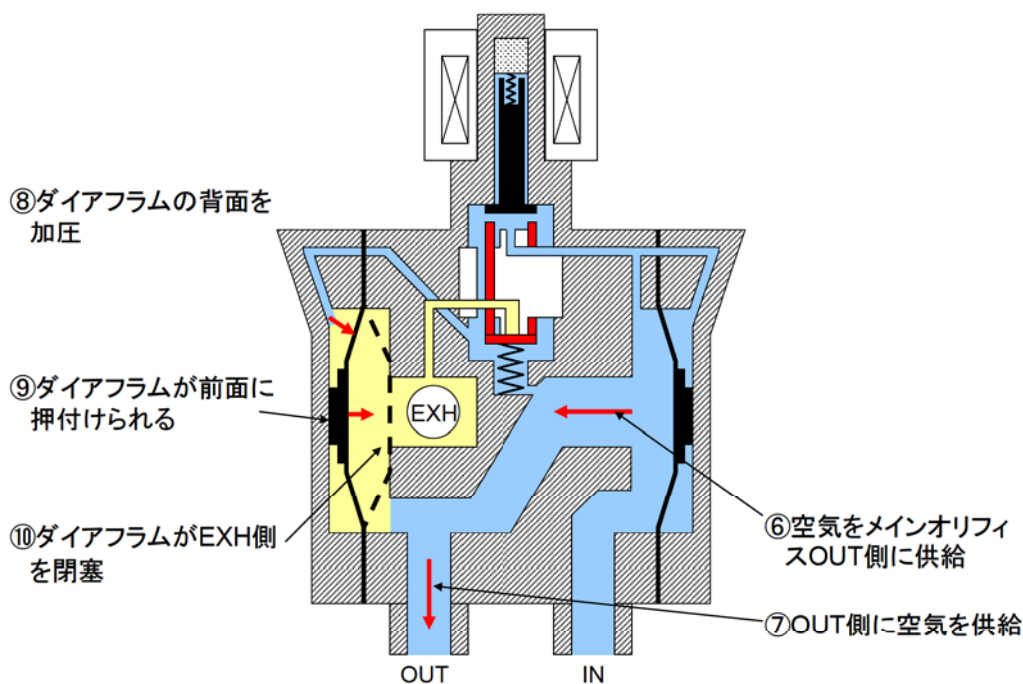 ⑧ダイアフラムの背面を
加圧
⑨ダイアフラムが前面に
押付けられる
EXH
⑩ダイアフラムがEXH側
を閉塞
⑥空気をメインオリフィ
スOUT側に供給
⑦OUT側に空気を供給
OUT
IN